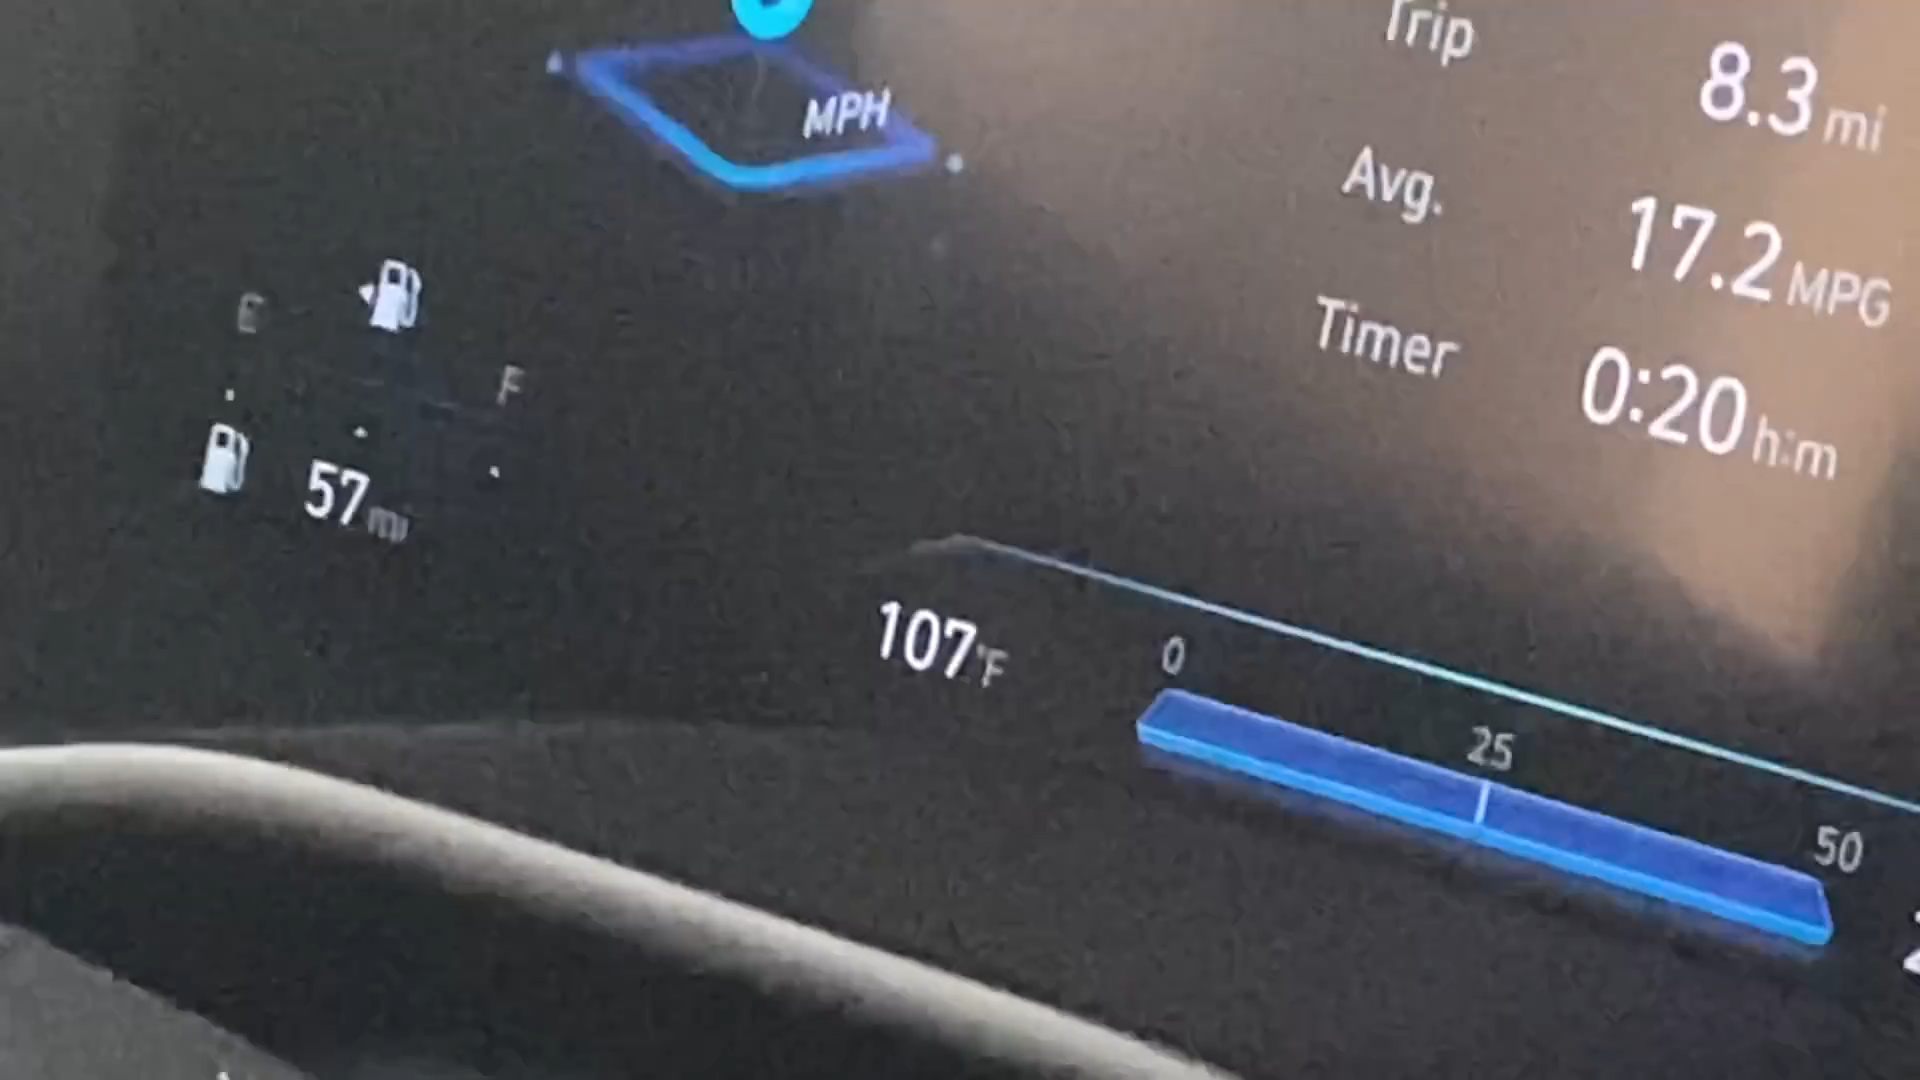 Trip
8.3 mi
MPH
Avg.
17.2 MPG
E
F
Timer
0:20 h:m
57 mi
107°F
0
25
50